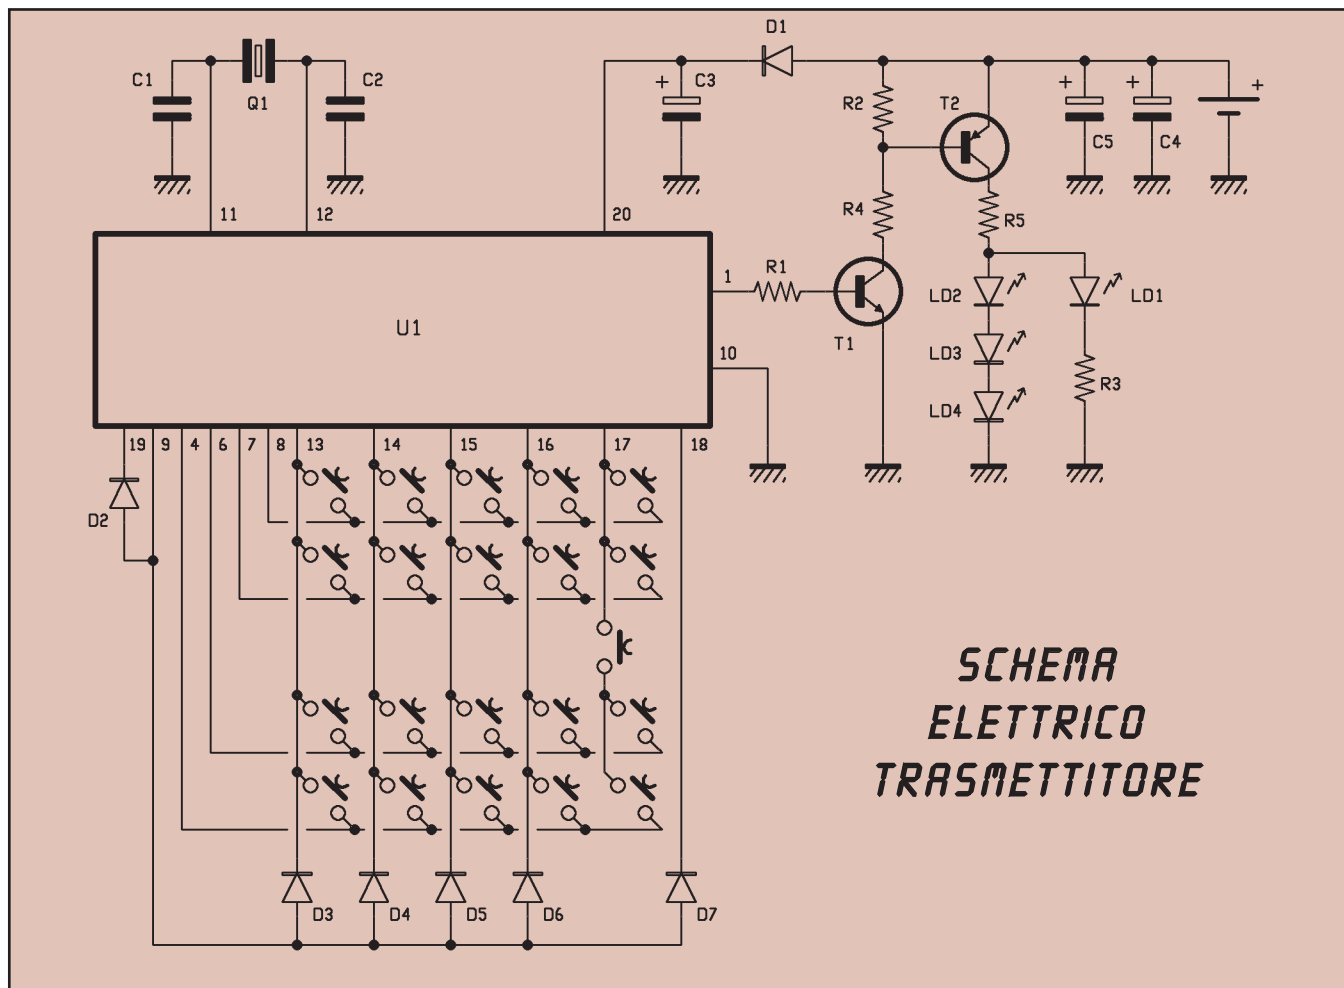 D1
C1
Q1
C2
+
C3
R2
T2
+
C5
+
C4
+
11
12
20
R4
R5
1
R1
LD2
LD1
U1
T1
10
LD3
R3
LD4
19
9
4
6
7
8
13
14
15
16
17
18
D2
SCHEMA
ELETTRICO
TRASMETTITORE
D3
D4
D5
D6
D7